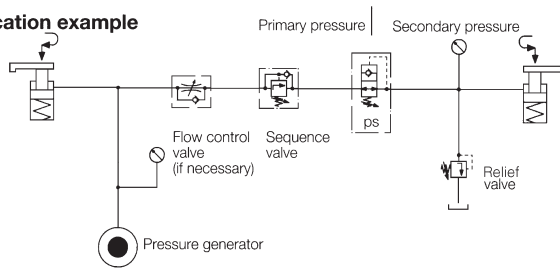 cation example
Primary pressure
Secondary pressure
ps
Flow control
valve
(if necessary)
Sequence
valve
Relief
valve
Pressure generator